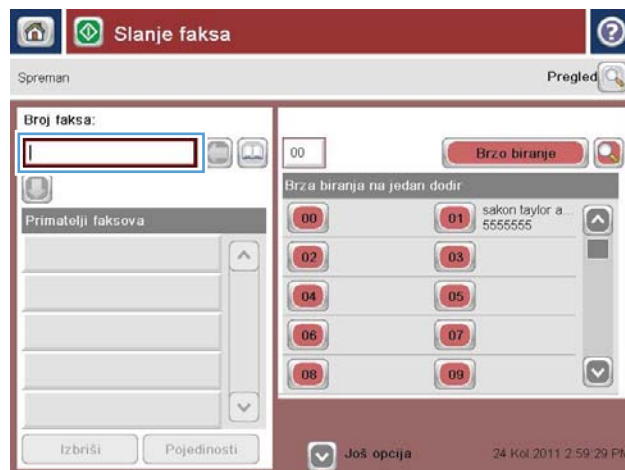 Slanje faksa
Spreman
Pregled
Broj faksa:
00
Brzo biranje
Brza biranja na jedan dodir
Primatelji faksova
00
01
sakon taylor a...
5555555
02
03
04
05
06
07
08
09
Izbriši
Pojedinosti
Još opcija
24 Kol 2011 2:59:29 PM